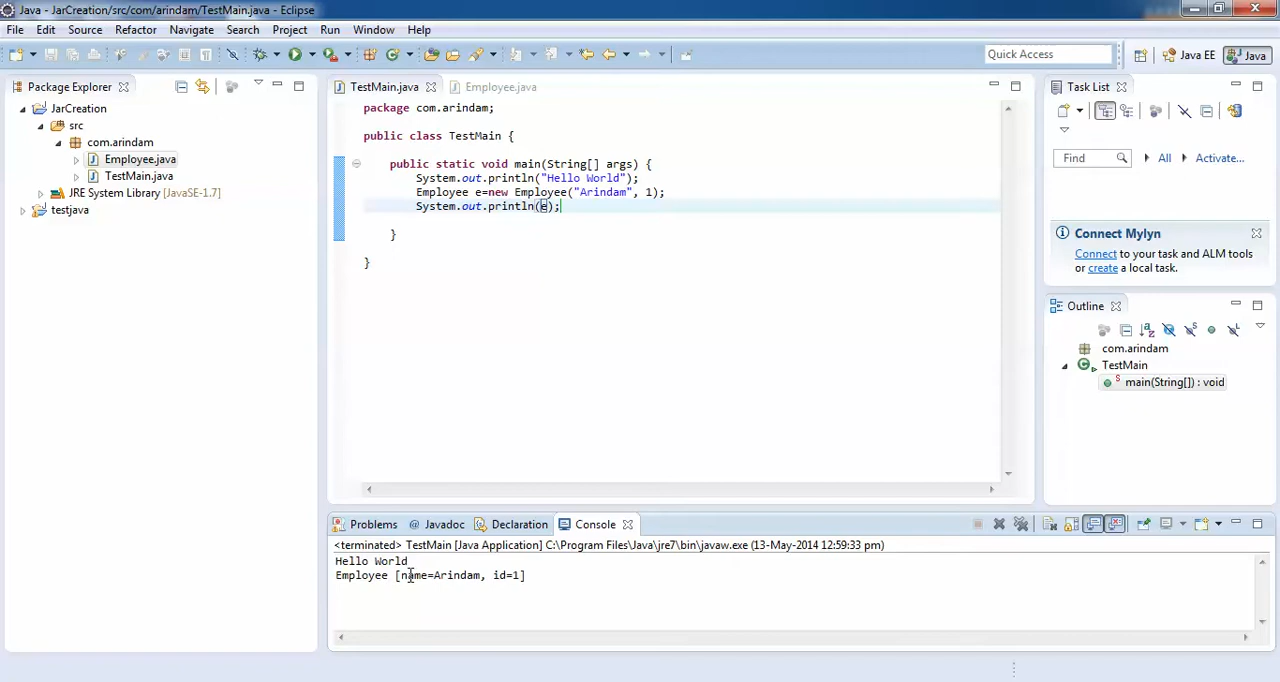 Java - JarCreation/src/com/arindam/TestMain.java - Eclipse
File Edit Source Refactor Navigate Search Project Run Window Help
Quick Access
Java EE
Java
Package Explorer
JarCreation
src
com.arindam
Employee.java
TestMain.java
JRE System Library [JavaSE-1.7]
testjava
TestMain.java
Employee.java
package com.arindam;
public class TestMain {
public static void main(String[] args) {
System.out.println("Hello World");
Employee e=new Employee("Arindam", 1);
System.out.println(e);
}
}
Task List
Find
All
Activate...
Connect Mylyn
Connect to your task and ALM tools
or create a local task.
Outline
com.arindam
TestMain
main(String[]) : void
Problems @ Javadoc Declaration Console
<terminated> TestMain [Java Application] C:\Program Files\Java\jre7\bin\javaw.exe (13-May-2014 12:59:33 pm)
Hello World
Employee [name=Arindam, id=1]